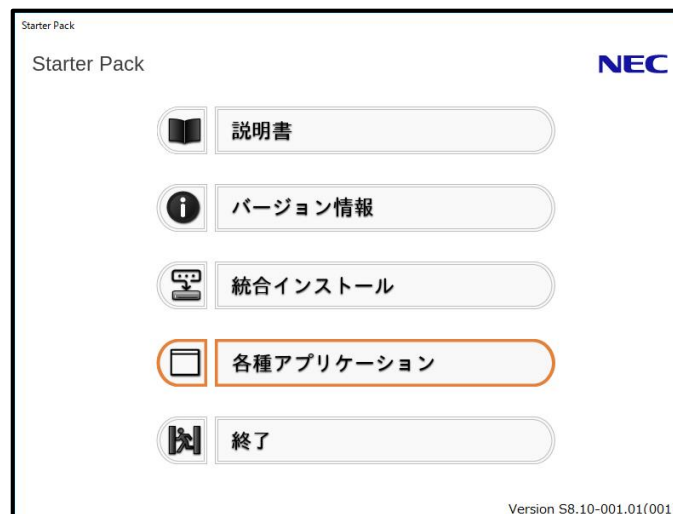 Starter Pack
Starter Pack
NEC
説明書
バージョン情報
統合インストール
各種アプリケーション
終了
Version S8.10-001.01(001